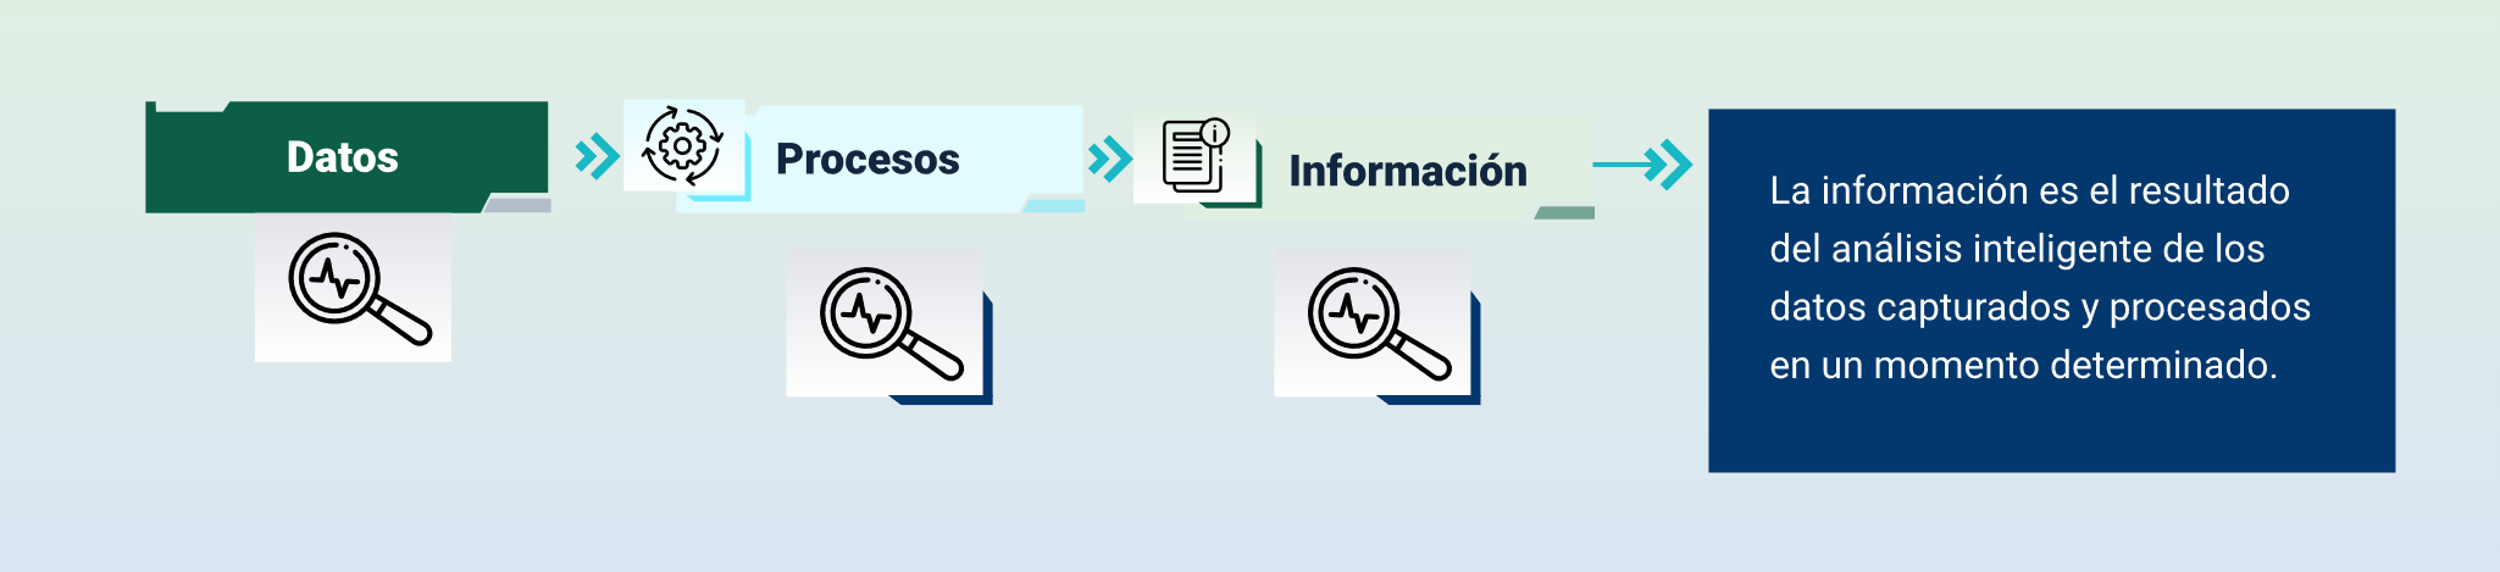 Datos
Procesos
Información
La información es el resultado
del análisis inteligente de los
datos capturados y procesados
en un momento determinado.